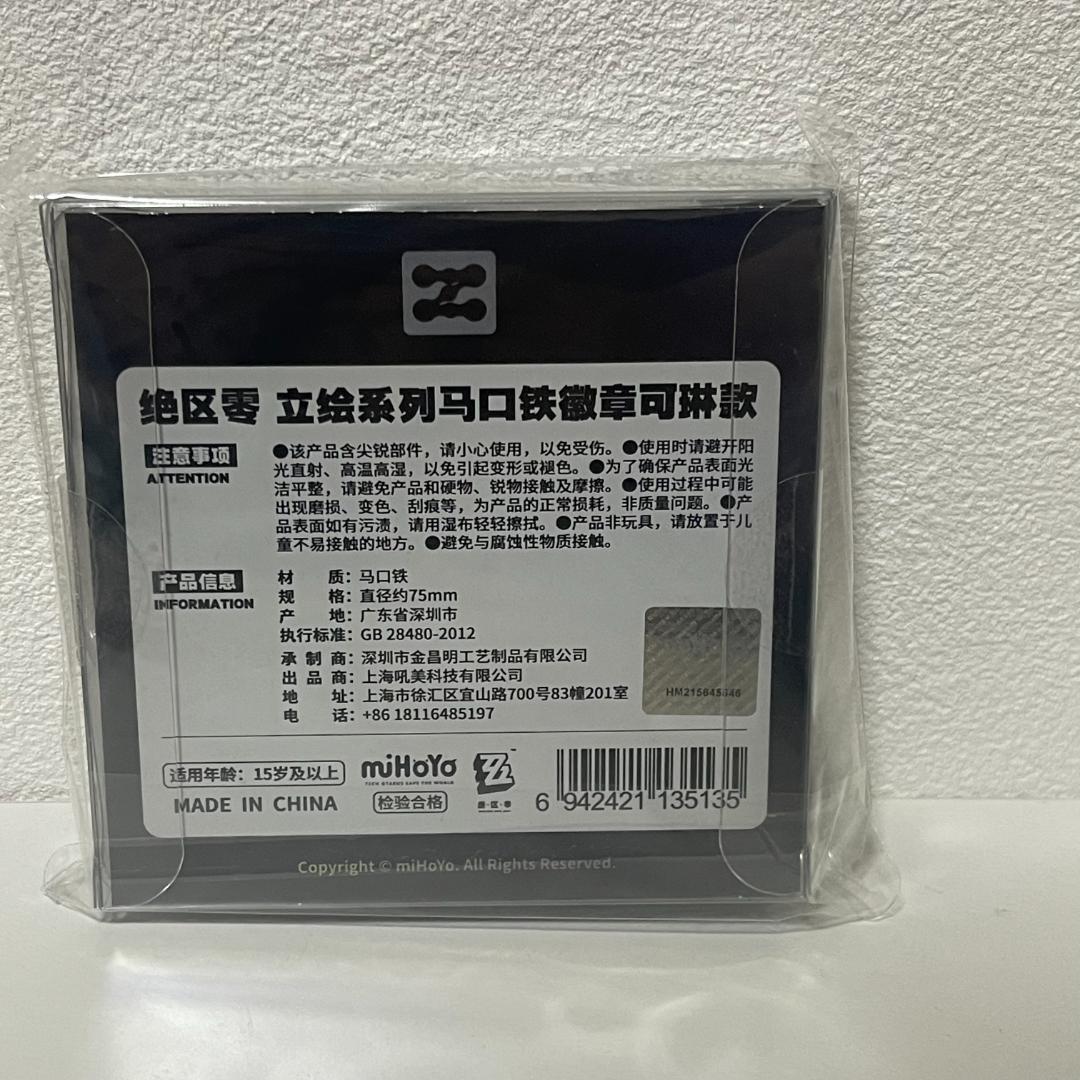 绝区零 立绘系列马口铁徽章可琳款
注意事项
ATTENTION
●该产品含尖锐部件，请小心使用，以免受伤。●使用时请避开阳
光直射、高温高湿，以免引起变形或褪色。●为了确保产品表面光
洁平整，请避免产品和硬物、锐物接触及摩擦。●使用过程中可能
出现磨损、变色、刮痕等，为产品的正常损耗，非质量问题。●产
品表面如有污渍，请用湿布轻轻擦拭。●产品非玩具，请放置于儿
童不易接触的地方。●避免与腐蚀性物质接触。
产品信息
INFORMATION
材 质：马口铁
规 格：直径约75mm
产 地：广东省深圳市
执行标准：GB 28480-2012
承 制 商：深圳市金昌明工艺制品有限公司
出 品 商：上海吼美科技有限公司
地 址：上海市徐汇区宜山路700号83幢201室
电 话：+86 18116485197
HM215645646
适用年龄：15岁及以上
MADE IN CHINA
miHoYo
TECH OTAKUS SAVE THE WORLD
检验合格
绝·区·零
6 942421 135135
Copyright © miHoYo. All Rights Reserved.